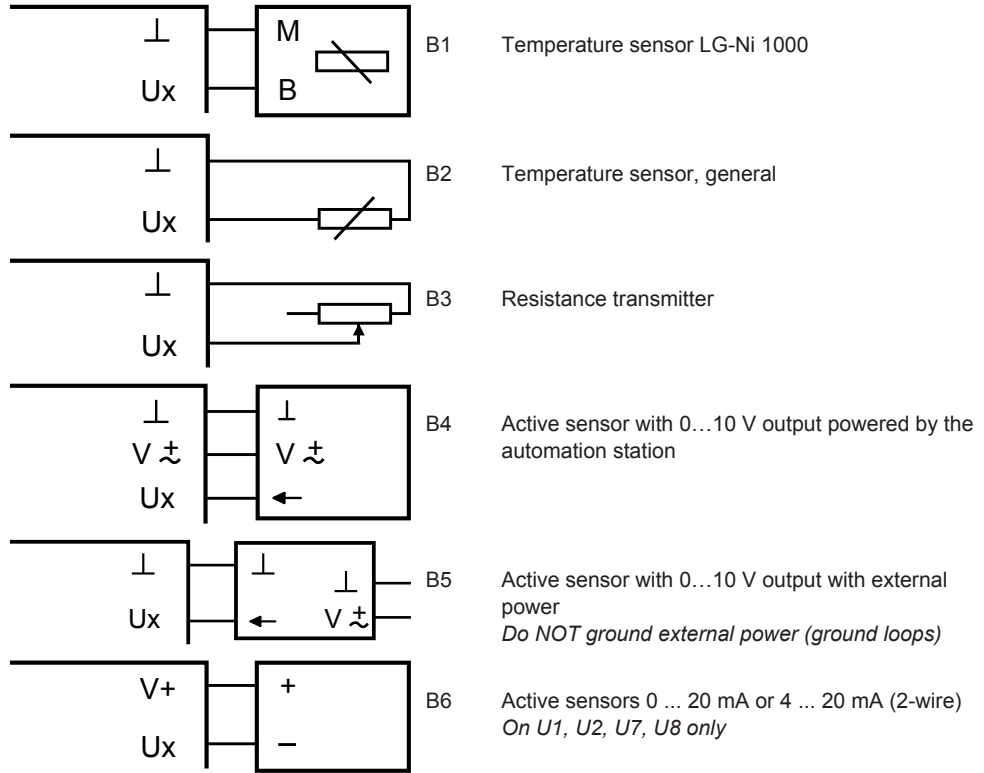 ⊥ M B1 Temperature sensor LG-Ni 1000
Ux B
⊥ B2 Temperature sensor, general
Ux
⊥ B3 Resistance transmitter
Ux
⊥ ⊥ B4 Active sensor with 0…10 V output powered by the
V ± ~ V ± ~ automation station
Ux ←
⊥ ⊥ ⊥ B5 Active sensor with 0…10 V output with external
Ux ← V ± ~ power
Do NOT ground external power (ground loops)
V+ + B6 Active sensors 0 ... 20 mA or 4 ... 20 mA (2-wire)
On U1, U2, U7, U8 only
Ux –